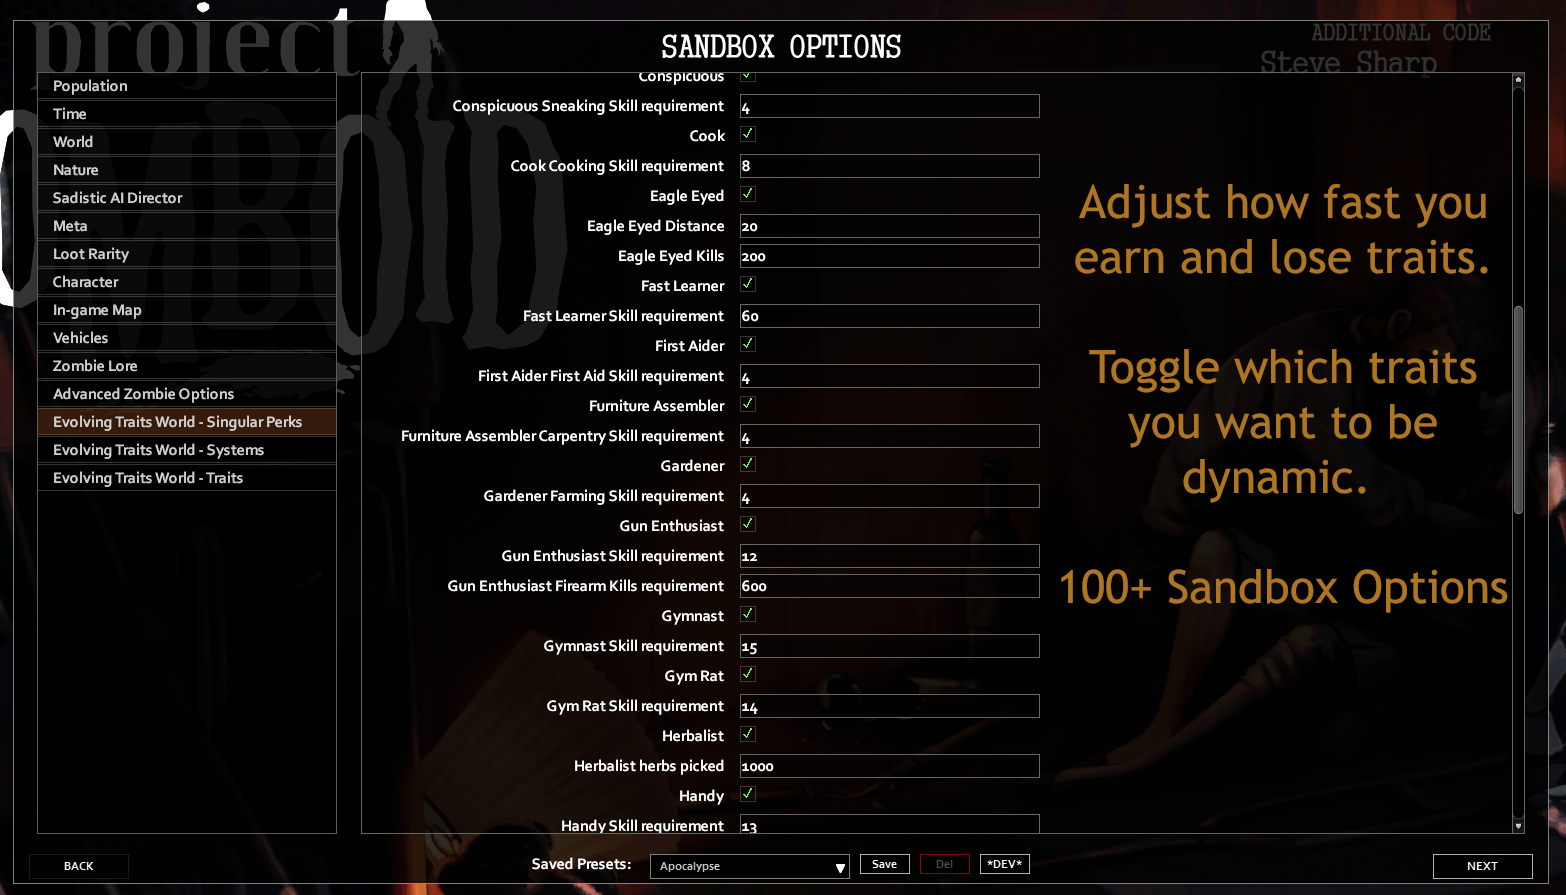 project
ZOMBOID
ADDITIONAL CODE
Steve Sharp
SANDBOX OPTIONS
Population
Time
World
Nature
Sadistic AI Director
Meta
Loot Rarity
Character
In-game Map
Vehicles
Zombie Lore
Advanced Zombie Options
Evolving Traits World - Singular Perks
Evolving Traits World - Systems
Evolving Traits World - Traits
Conspicuous
Conspicuous Sneaking Skill requirement 4
Cook
Cook Cooking Skill requirement 8
Eagle Eyed
Eagle Eyed Distance 20
Eagle Eyed Kills 200
Fast Learner
Fast Learner Skill requirement 60
First Aider
First Aider First Aid Skill requirement 4
Furniture Assembler
Furniture Assembler Carpentry Skill requirement 4
Gardener
Gardener Farming Skill requirement 4
Gun Enthusiast
Gun Enthusiast Skill requirement 12
Gun Enthusiast Firearm Kills requirement 600
Gymnast
Gymnast Skill requirement 15
Gym Rat
Gym Rat Skill requirement 14
Herbalist
Herbalist herbs picked 1000
Handy
Handy Skill requirement 13
Adjust how fast you
earn and lose traits.
Toggle which traits
you want to be
dynamic.
100+ Sandbox Options
BACK
Saved Presets: Apocalypse Save Del *DEV*
NEXT